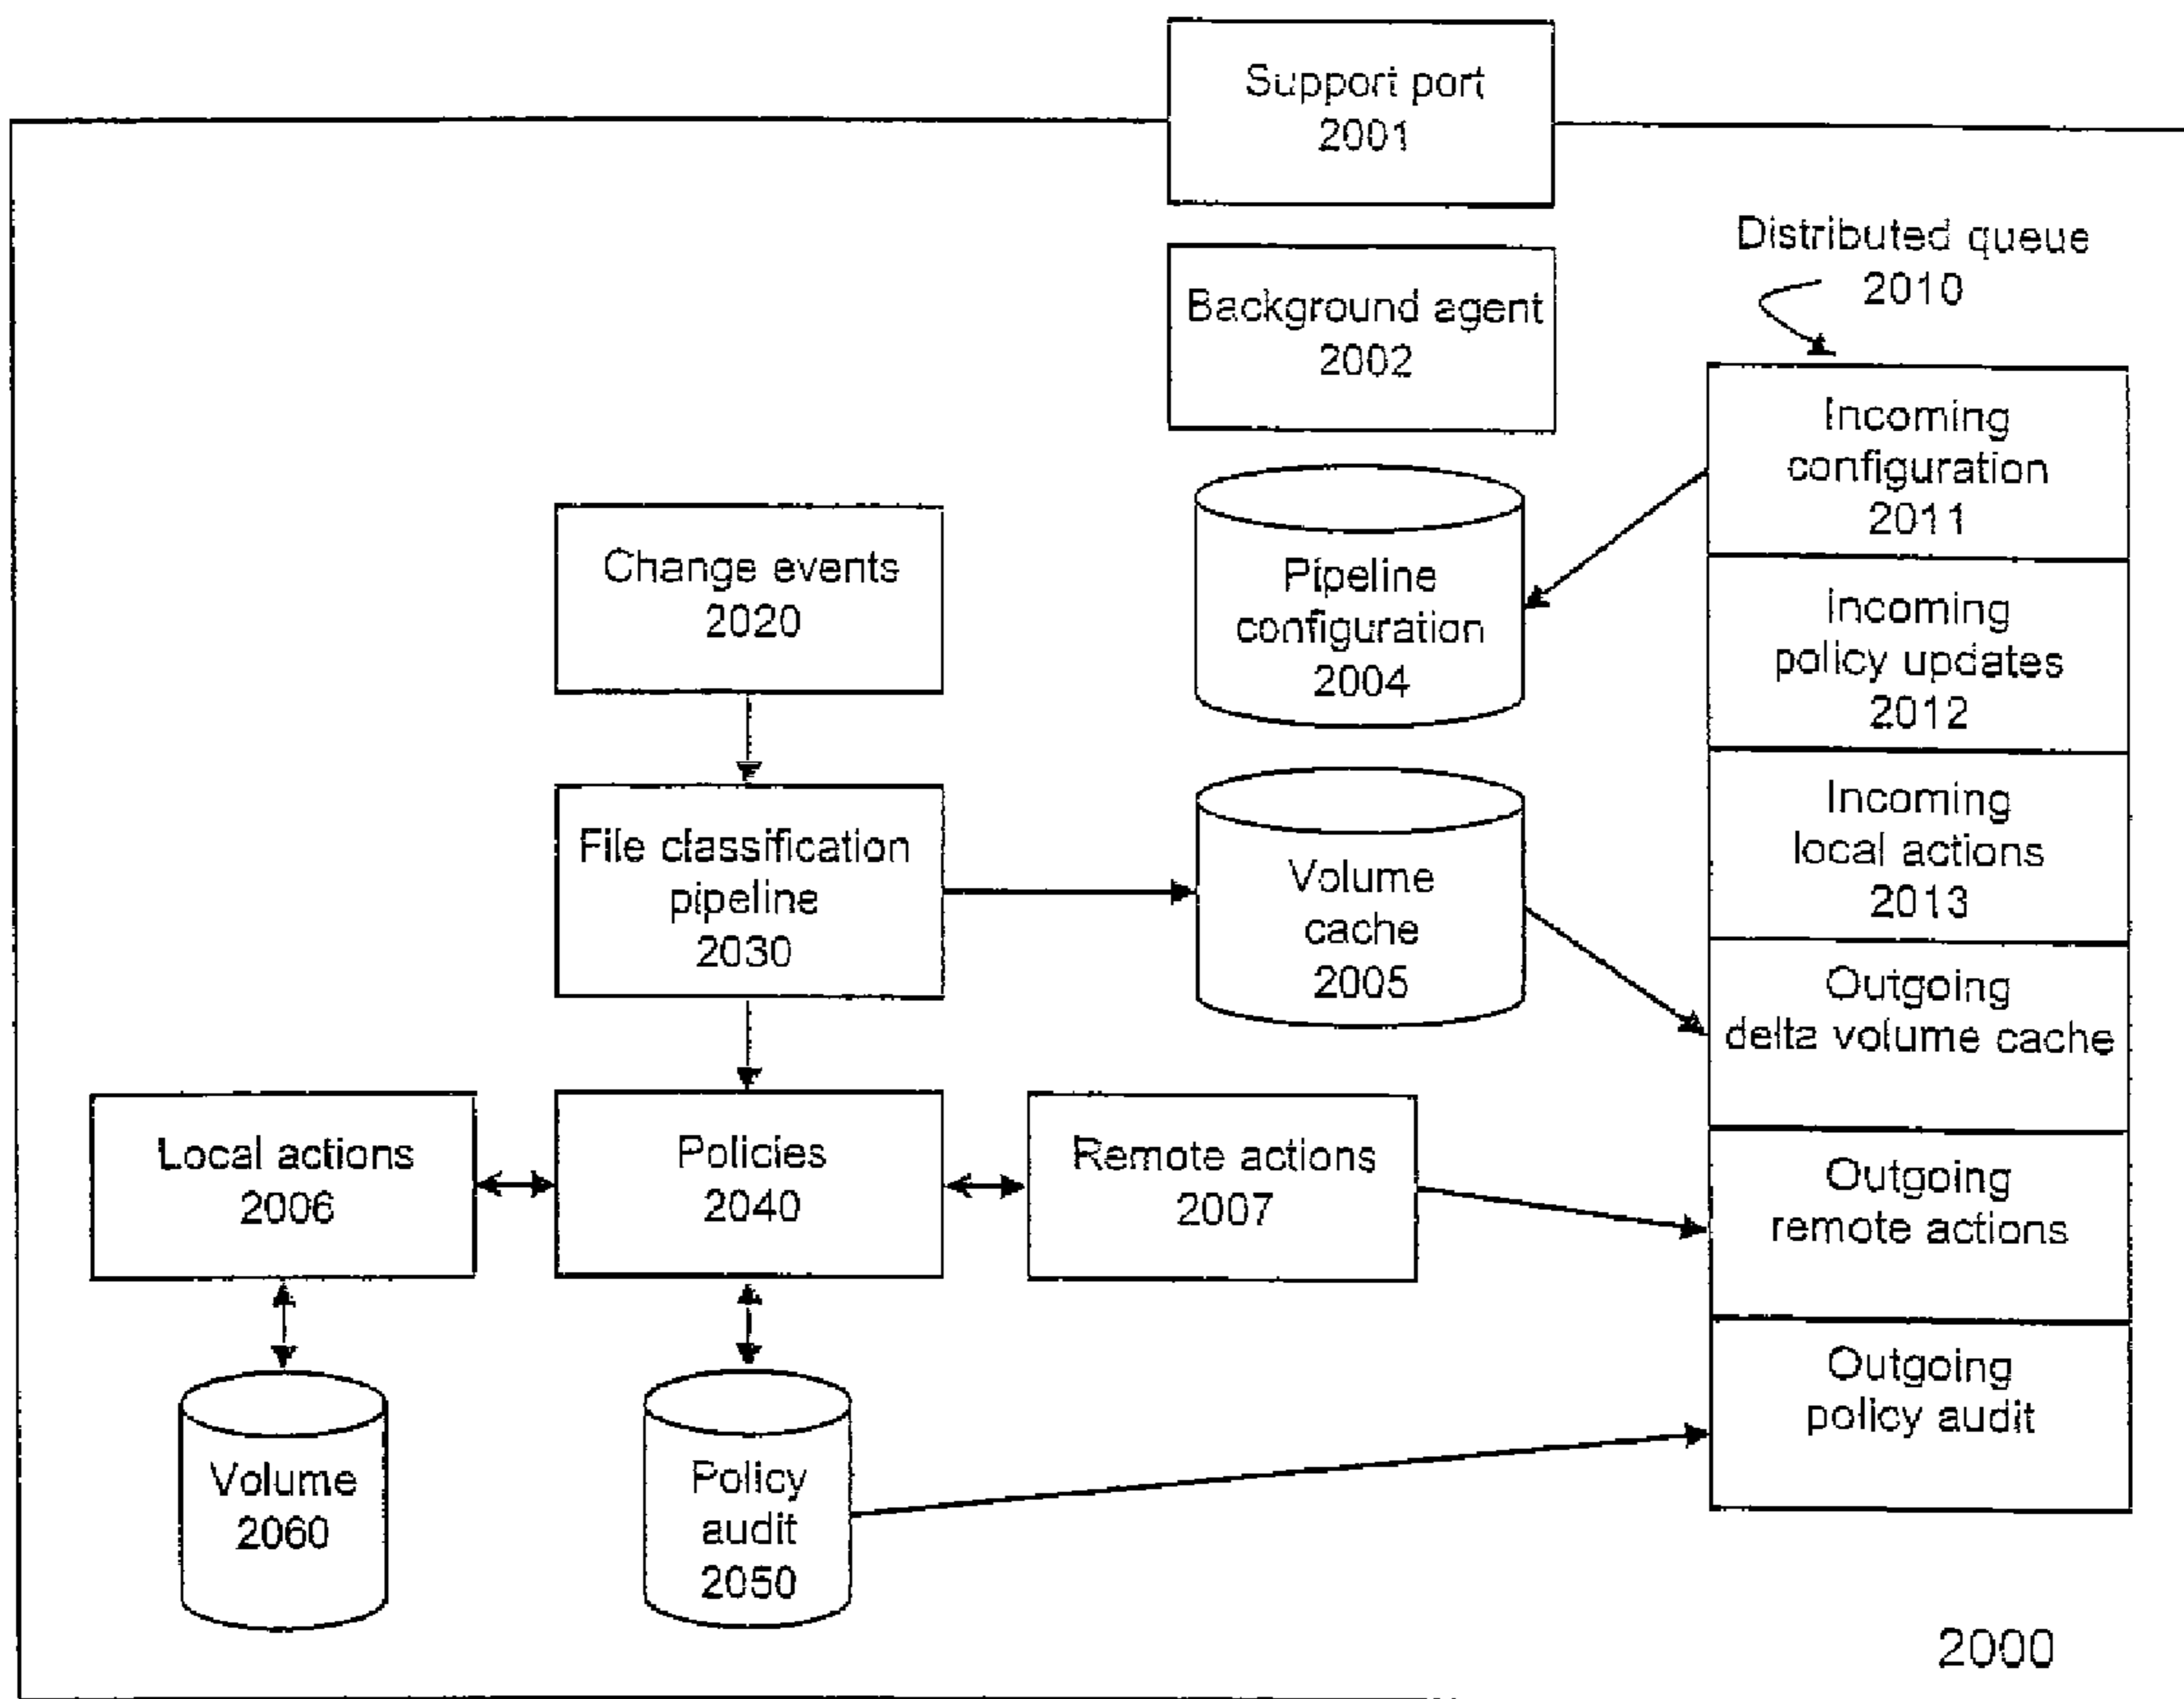 Support port
2001
Distributed queue
2010
Background agent
2002
Incoming
configuration
2011
Pipeline
configuration
2004
Change events
2020
Incoming
policy updates
2012
Incoming
local actions
2013
File classification
pipeline
2030
Volume
cache
2005
Outgoing
delta volume cache
Local actions
2006
Policies
2040
Remote actions
2007
Outgoing
remote actions
Outgoing
policy audit
Volume
2060
Policy
audit
2050
2000